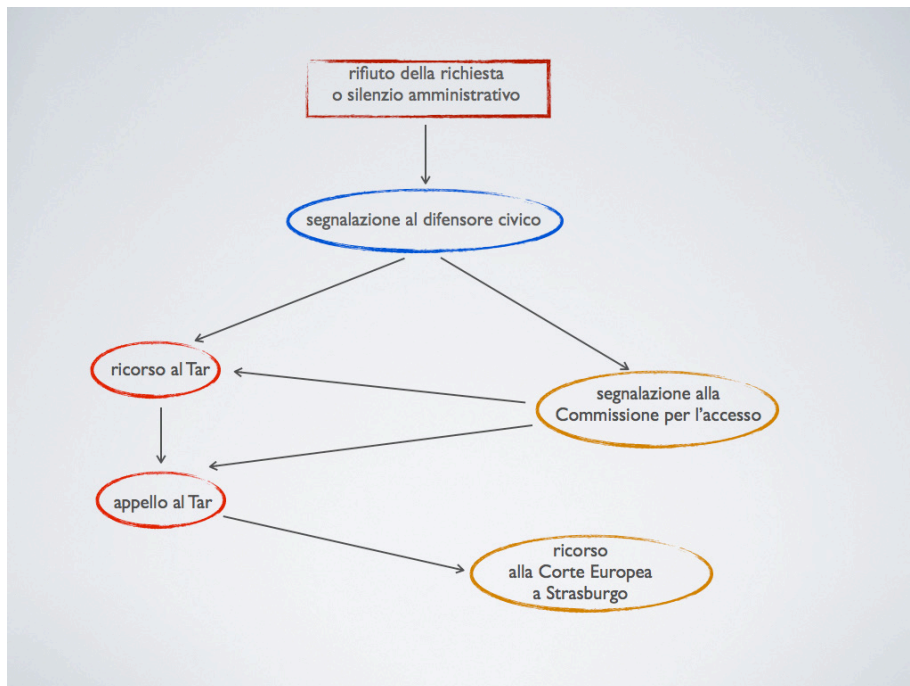 rifiuto della richiesta
o silenzio amministrativo
segnalazione al difensore civico
ricorso al Tar
segnalazione alla
Commissione per l'accesso
appello al Tar
ricorso
alla Corte Europea
a Strasburgo